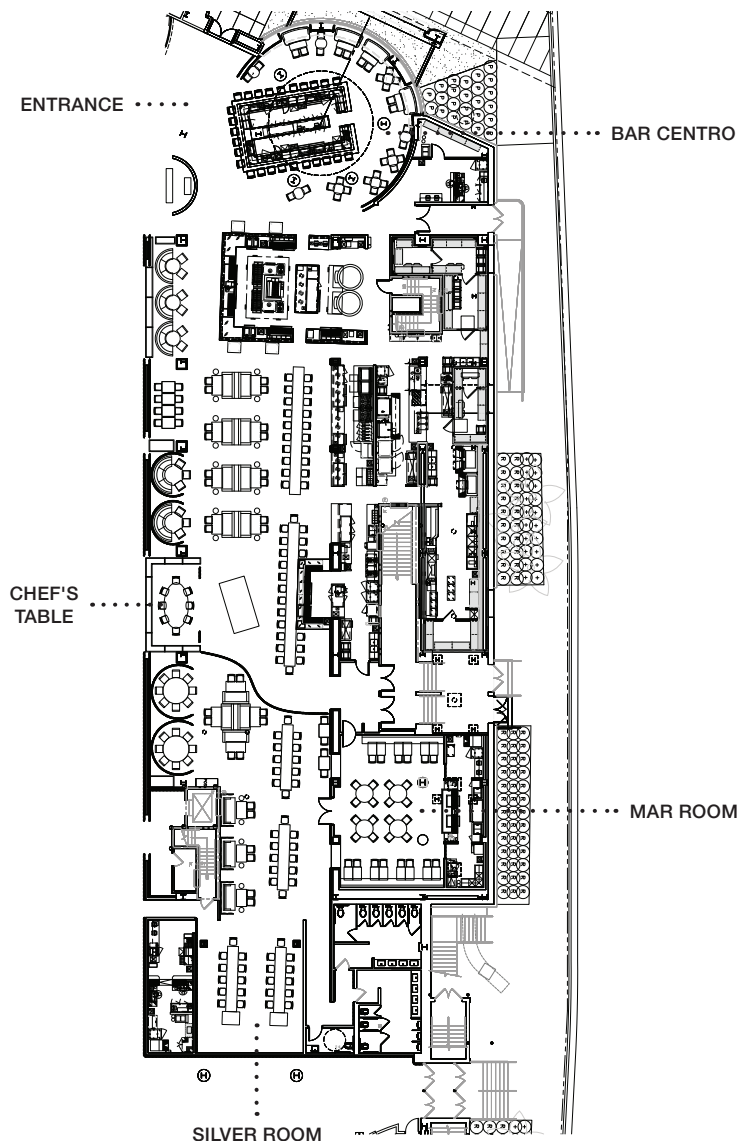 ENTRANCE
BAR CENTRO
CHEF'S
TABLE
MAR ROOM
SILVER ROOM